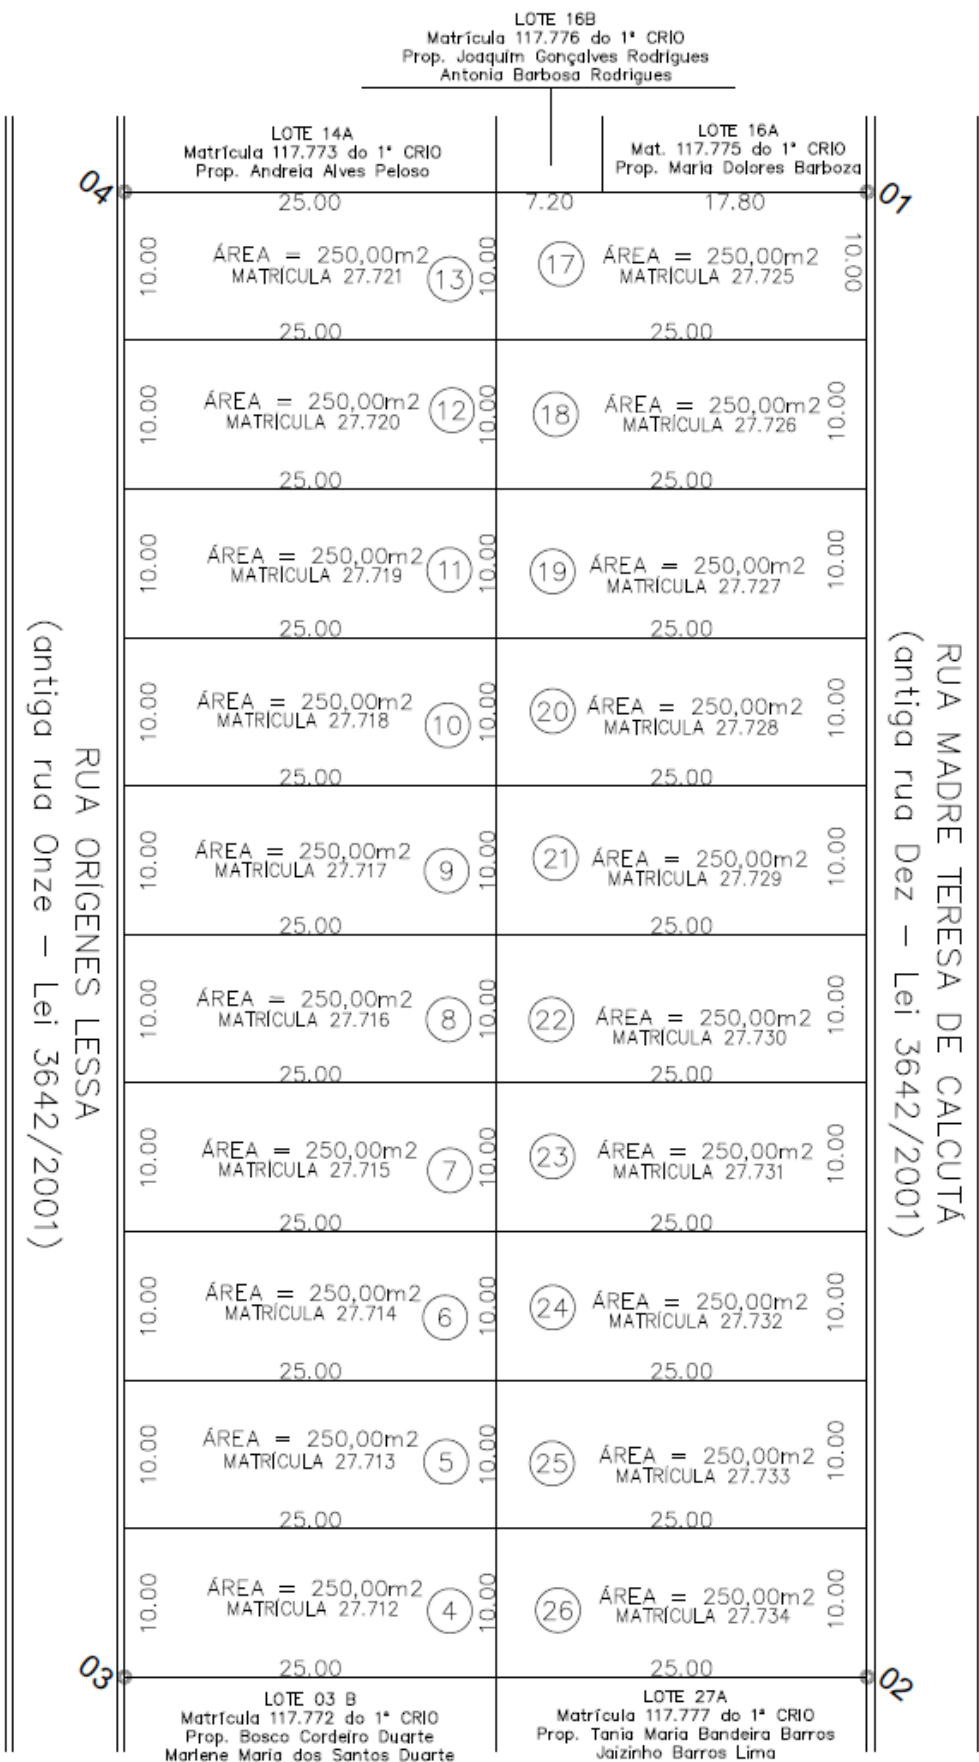 LOTE 16B
Matrícula 117.776 do 1ª CRIO
Prop. Joaquim Gonçalves Rodrigues
Antonia Barbosa Rodrigues
LOTE 14A
Matrícula 117.773 do 1ª CRIO
Prop. Andreia Alves Peloso
LOTE 16A
Mat. 117.775 do 1ª CRIO
Prop. Maria Dolores Barboza
04
01
25.00
7.20
17.80
10.00
ÁREA = 250,00m2
MATRÍCULA 27.721
13
10.00
25.00
17
ÁREA = 250,00m2
MATRÍCULA 27.725
10.00
25.00
10.00
ÁREA = 250,00m2
MATRÍCULA 27.720
12
10.00
25.00
18
ÁREA = 250,00m2
MATRÍCULA 27.726
10.00
25.00
10.00
ÁREA = 250,00m2
MATRÍCULA 27.719
11
10.00
25.00
19
ÁREA = 250,00m2
MATRÍCULA 27.727
10.00
25.00
10.00
ÁREA = 250,00m2
MATRÍCULA 27.718
10
10.00
25.00
20
ÁREA = 250,00m2
MATRÍCULA 27.728
10.00
25.00
10.00
ÁREA = 250,00m2
MATRÍCULA 27.717
9
10.00
25.00
21
ÁREA = 250,00m2
MATRÍCULA 27.729
10.00
25.00
10.00
ÁREA = 250,00m2
MATRÍCULA 27.716
8
10.00
25.00
22
ÁREA = 250,00m2
MATRÍCULA 27.730
10.00
25.00
10.00
ÁREA = 250,00m2
MATRÍCULA 27.715
7
10.00
25.00
23
ÁREA = 250,00m2
MATRÍCULA 27.731
10.00
25.00
10.00
ÁREA = 250,00m2
MATRÍCULA 27.714
6
10.00
25.00
24
ÁREA = 250,00m2
MATRÍCULA 27.732
10.00
25.00
10.00
ÁREA = 250,00m2
MATRÍCULA 27.713
5
10.00
25.00
25
ÁREA = 250,00m2
MATRÍCULA 27.733
10.00
25.00
10.00
ÁREA = 250,00m2
MATRÍCULA 27.712
4
10.00
25.00
26
ÁREA = 250,00m2
MATRÍCULA 27.734
10.00
25.00
03
02
RUA ORÍGENES LESSA
(antiga rua Onze – Lei 3642/2001)
RUA MADRE TERESA DE CALCUTÁ
(antiga rua Dez – Lei 3642/2001)
LOTE 03 B
Matrícula 117.772 do 1ª CRIO
Prop. Bosco Cordeiro Duarte
Marlene Maria dos Santos Duarte
LOTE 27A
Matrícula 117.777 do 1ª CRIO
Prop. Tania Maria Bandeira Barros
Jaizinho Barros Lima